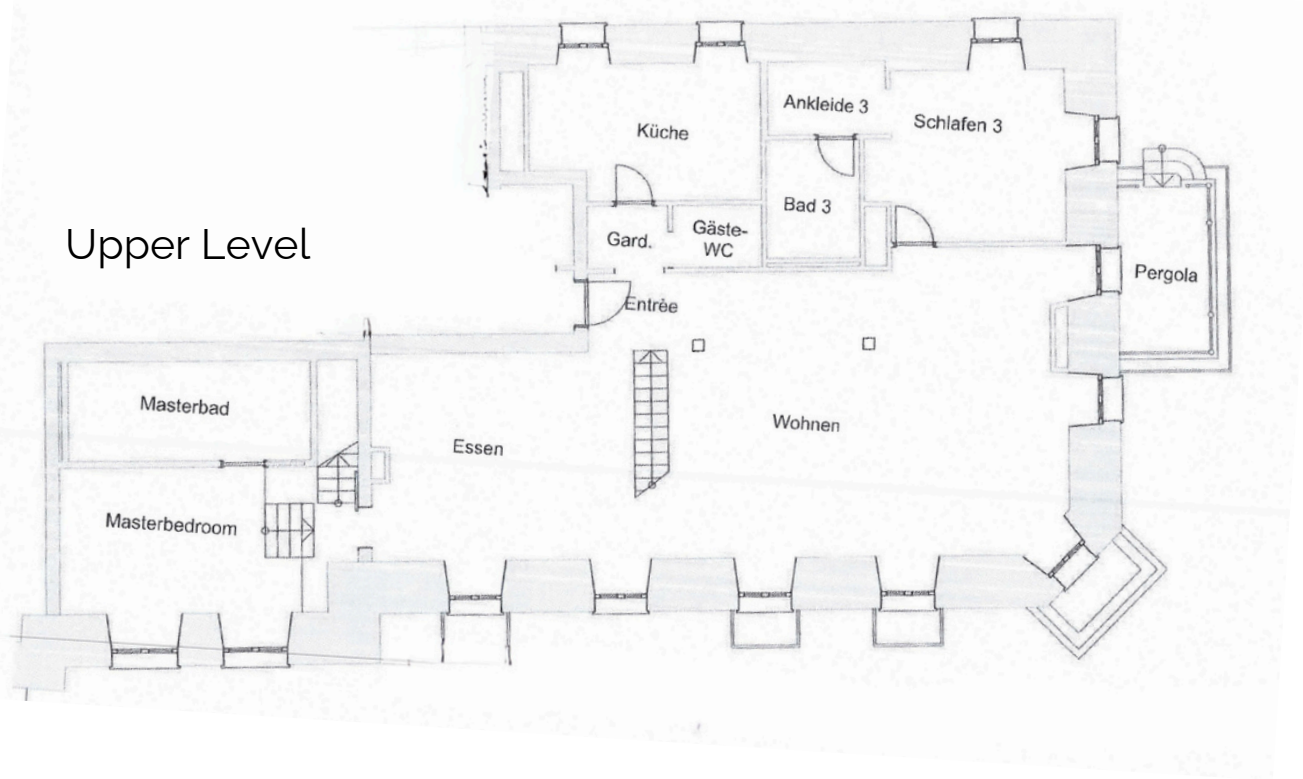 Ankleide 3
Schlafen 3
Küche
Bad 3
Gäste-
WC
Gard.
Upper Level
Pergola
Entrée
Masterbad
Wohnen
Essen
Masterbedroom